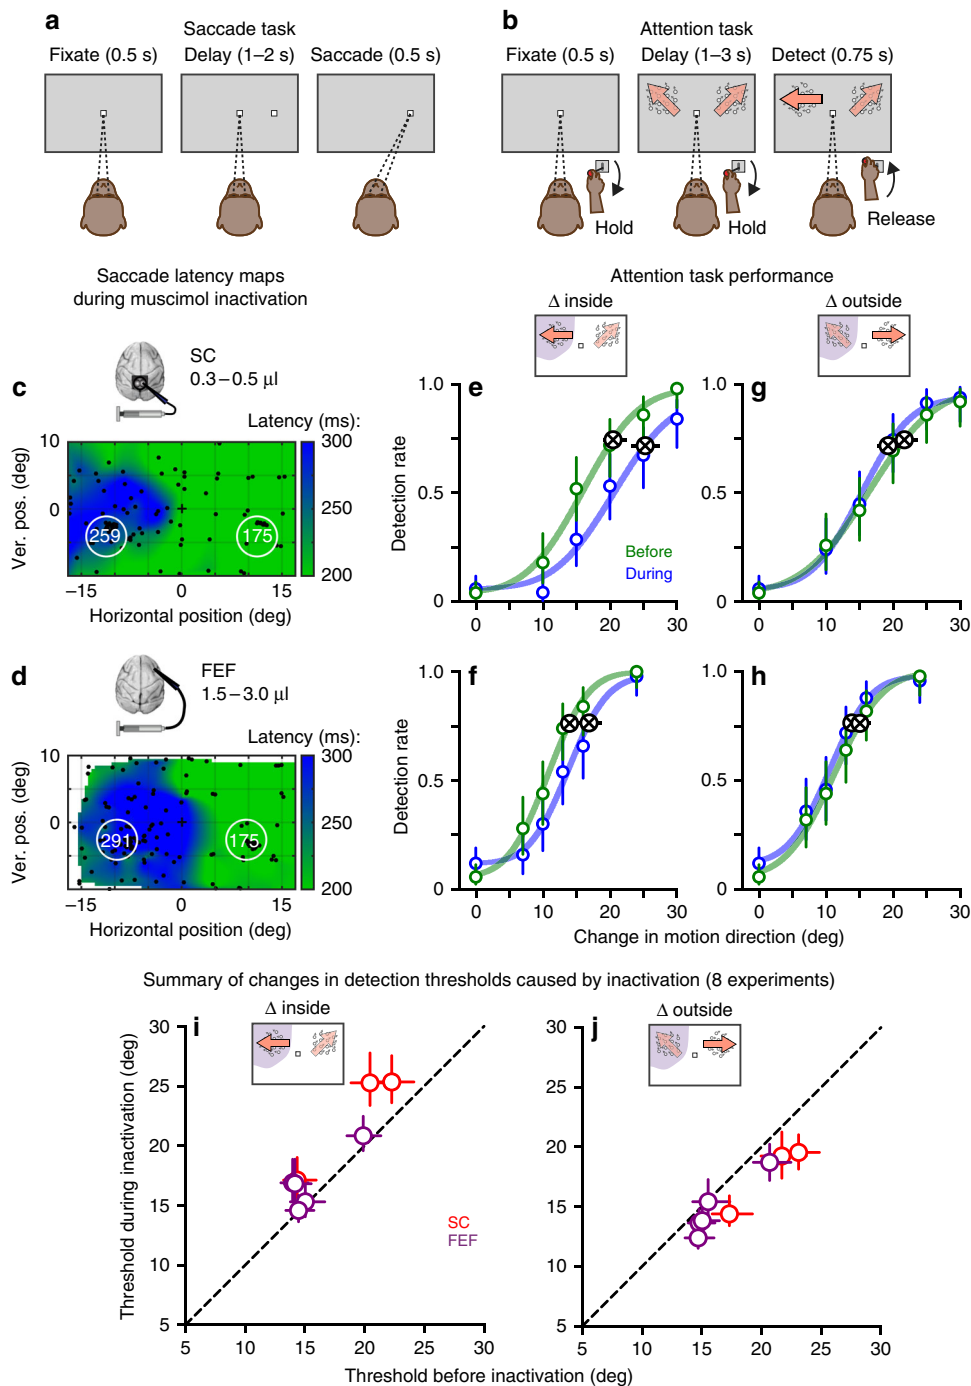 a
Saccade task
Fixate (0.5 s) Delay (1–2 s) Saccade (0.5 s)
b
Attention task
Fixate (0.5 s) Delay (1–3 s) Detect (0.75 s)
Hold Hold Release
Saccade latency maps
during muscimol inactivation
Attention task performance
Δ inside
Δ outside
SC
0.3–0.5 µl
c
Latency (ms):
10
0
Ver. pos. (deg)
259
175
300
250
200
−15 0 15
Horizontal position (deg)
e
1.0
0.5
0
Detection rate
Before
During
0 10 20 30
g
1.0
0.5
0
0 10 20 30
d
FEF
1.5–3.0 µl
Latency (ms):
10
0
Ver. pos. (deg)
291
175
300
250
200
−15 0 15
Horizontal position (deg)
f
1.0
0.5
0
Detection rate
0 10 20 30
h
1.0
0.5
0
0 10 20 30
Change in motion direction (deg)
Summary of changes in detection thresholds caused by inactivation (8 experiments)
i
Δ inside
30
25
20
15
10
5
Threshold during inactivation (deg)
SC
FEF
5 10 15 20 25 30
j
Δ outside
30
25
20
15
10
5
5 10 15 20 25 30
Threshold before inactivation (deg)